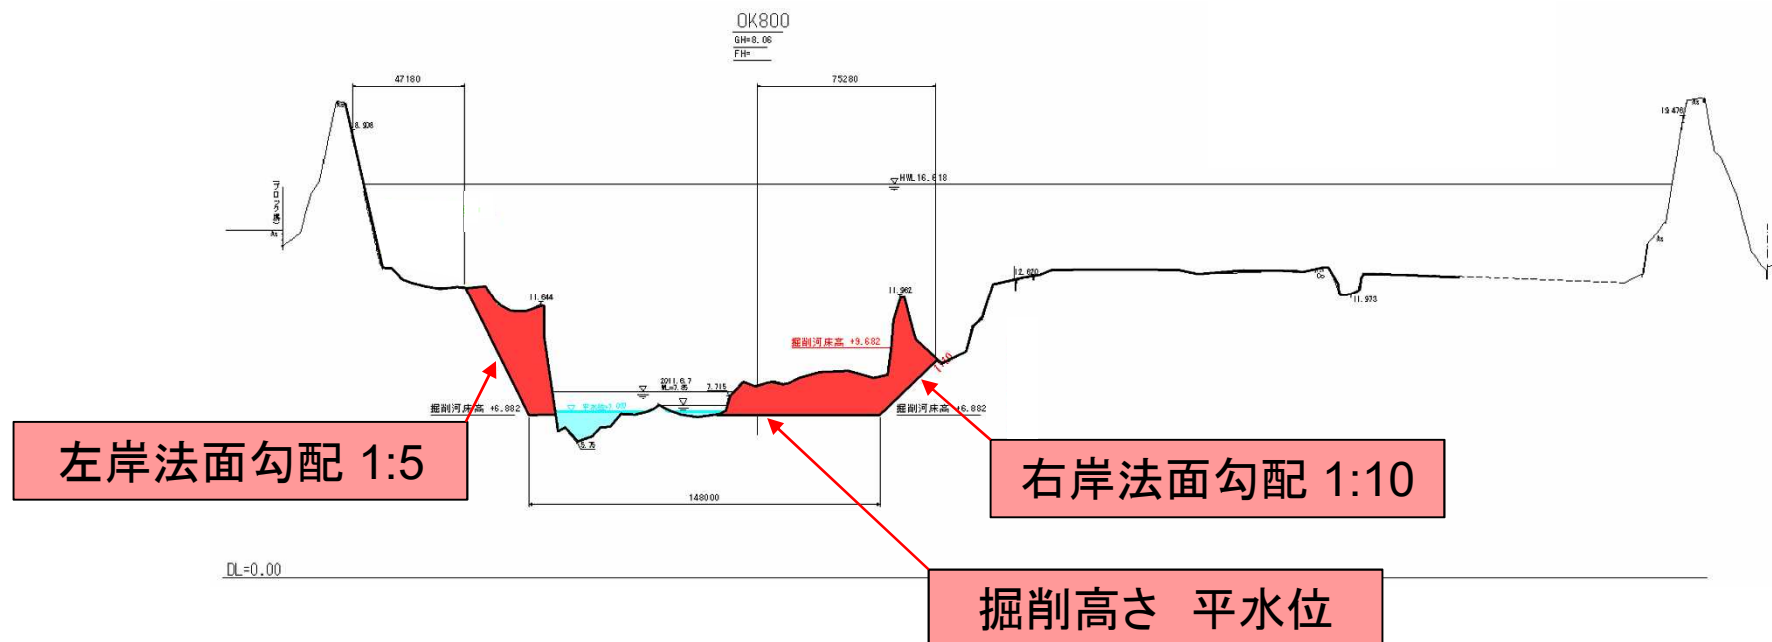 0K800
GH=8.06
FH=
47180
75280
19.476
HWL16.618
11.644
11.962
12.620
11.973
掘削河床高 +9.682
2011.6.7
WL=7.85
7.715
掘削河床高 +6.882
掘削河床高 +6.882
左岸法面勾配 1:5
右岸法面勾配 1:10
148000
DL=0.00
掘削高さ 平水位